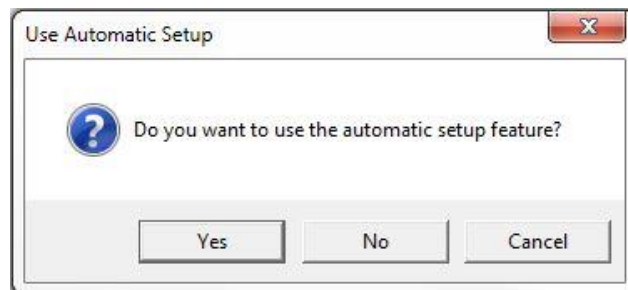 Use Automatic Setup
Do you want to use the automatic setup feature?
Yes No Cancel